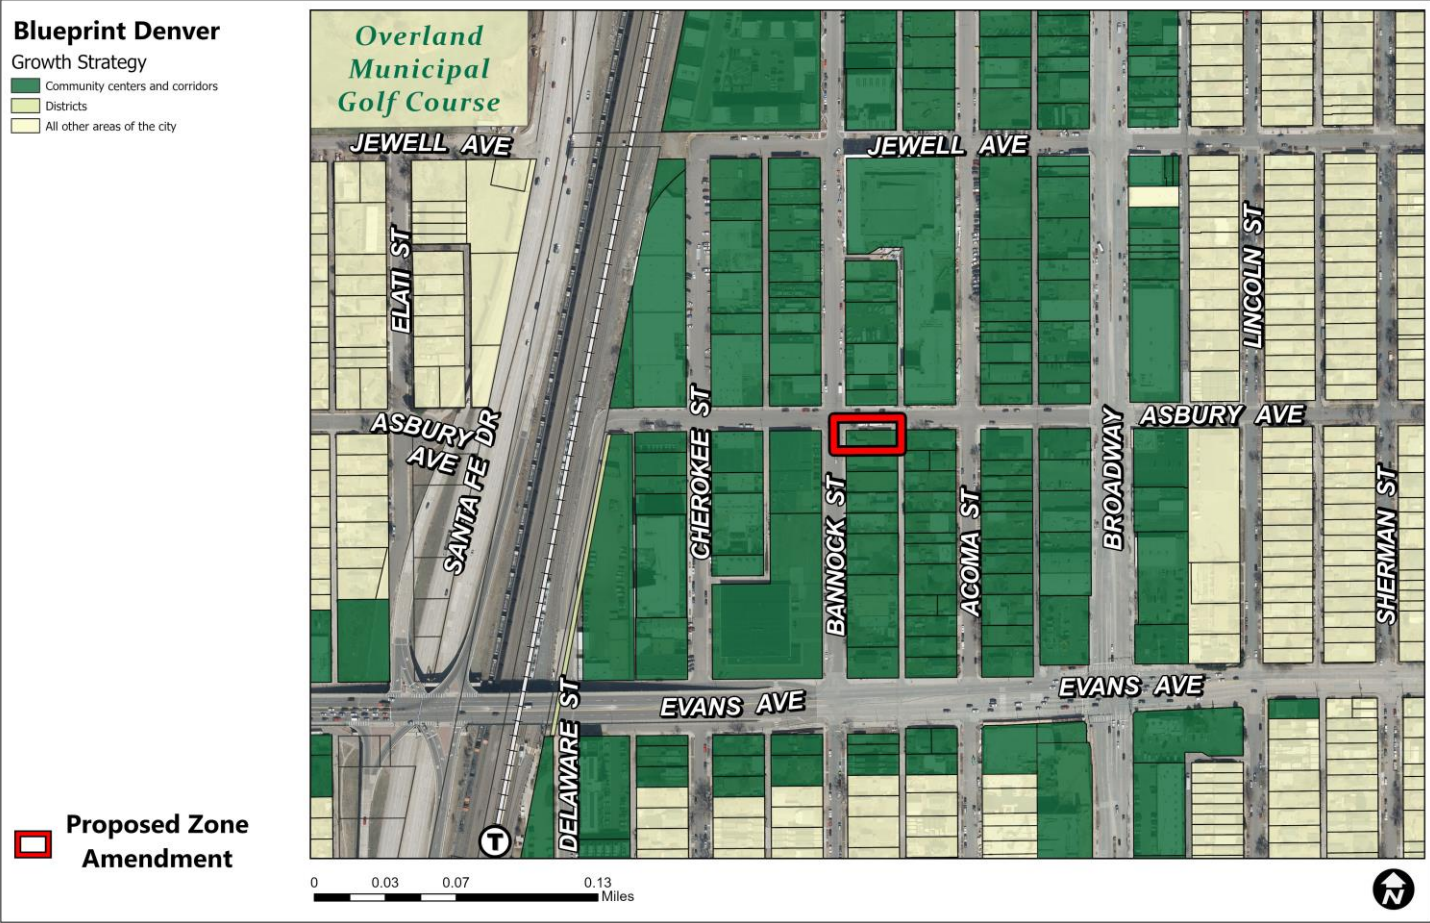 Blueprint Denver
Growth Strategy
Community centers and corridors
Districts
All other areas of the city
Overland
Municipal
Golf Course
JEWELL AVE
JEWELL AVE
ELATI ST
LINCOLN ST
ASBURY
AVE
SANTA FE DR
CHEROKEE ST
BANNOCK ST
ACOMA ST
BROADWAY
ASBURY AVE
SHERMAN ST
EVANS AVE
EVANS AVE
DELAWARE ST
T
Proposed Zone
Amendment
0 0.03 0.07 0.13
Miles
N